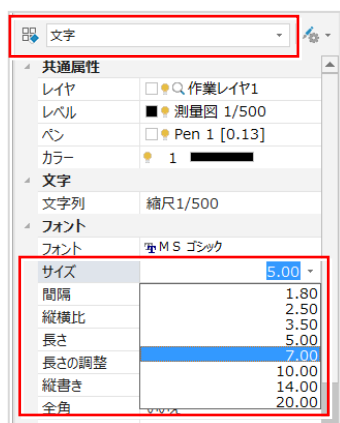 文字
共通属性
レイヤ 作業レイヤ1
レベル 測量図 1/500
ペン Pen 1 [0.13]
カラー 1
文字
文字列 縮尺1/500
フォント
フォント MS ゴシック
サイズ 5.00
間隔 1.80
縦横比 2.50
3.50
長さ 5.00
長さの調整 7.00
10.00
縦書き 14.00
全角 20.00